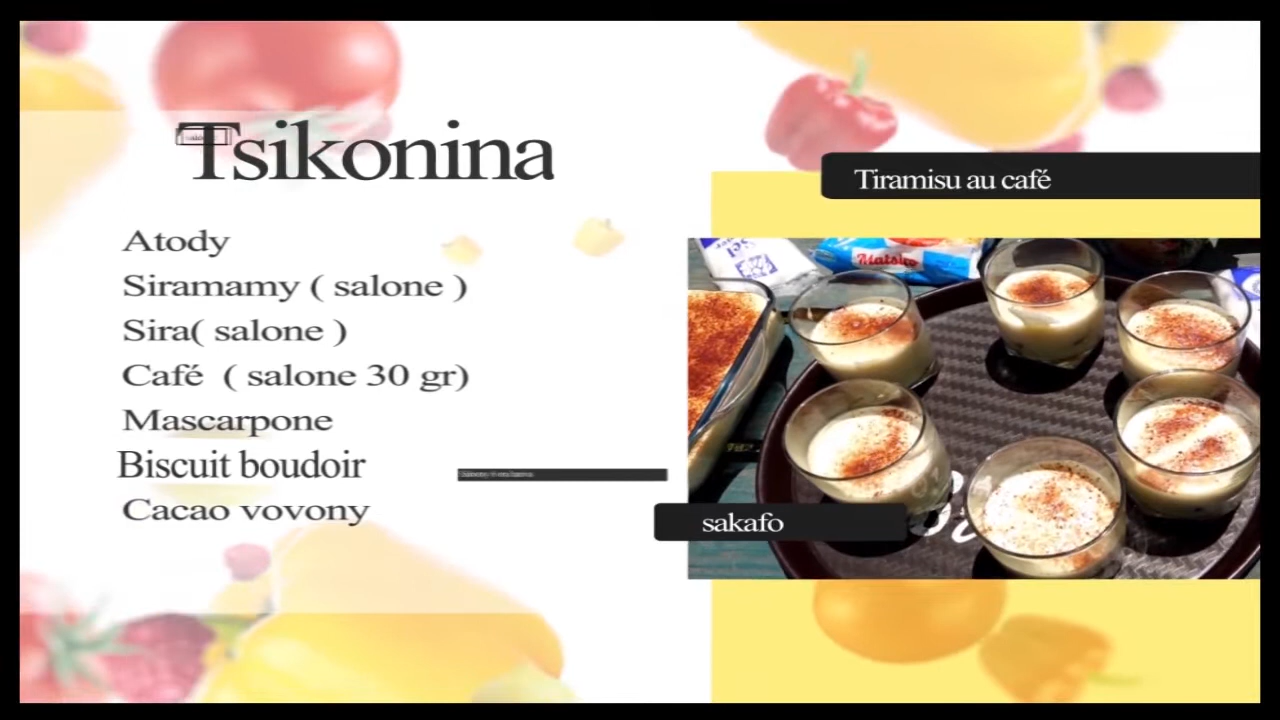 Tsikonina
Atody
Siramamy ( salone )
Sira( salone )
Café ( salone 30 gr)
Mascarpone
Biscuit boudoir
Cacao vovony
Tiramisu au café
Matsiro
sakafo